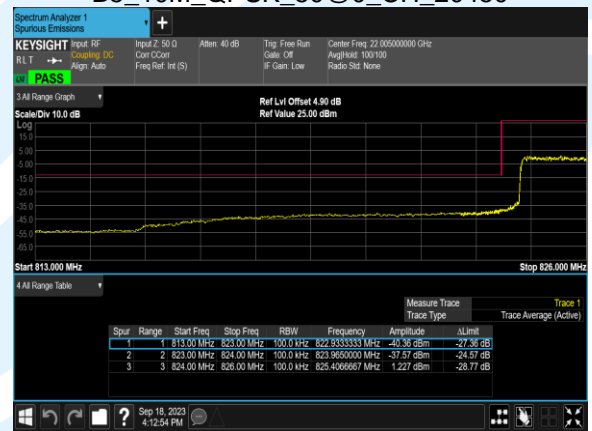 Spectrum Analyzer 1
Spurious Emissions
+
KEYSIGHT
RLT
Input: RF
Coupling: DC
Align: Auto
Input Z: 50 Ω
Corr CCorr
Freq Ref: Int (S)
Atten: 40 dB
Trig: Free Run
Gate: Off
IF Gain: Low
Center Freq: 22.005000000 GHz
Avg|Hold: 100/100
Radio Std: None
PASS
3 All Range Graph
Scale/Div 10.0 dB
Ref Lvl Offset 4.90 dB
Ref Value 25.00 dBm
Log
15.0
5.00
-5.00
-15.0
-25.0
-35.0
-45.0
-55.0
-65.0
Start 813.000 MHz
Stop 826.000 MHz
4 All Range Table
Measure Trace Trace 1
Trace Type Trace Average (Active)
Spur Range Start Freq Stop Freq RBW Frequency Amplitude ΔLimit
1 1 813.00 MHz 823.00 MHz 100.0 kHz 822.9333333 MHz -40.36 dBm -27.36 dB
2 2 823.00 MHz 824.00 MHz 100.0 kHz 823.9650000 MHz -37.57 dBm -24.57 dB
3 3 824.00 MHz 826.00 MHz 100.0 kHz 825.4066667 MHz 1.227 dBm -28.77 dB
?
Sep 18, 2023
4:12:54 PM